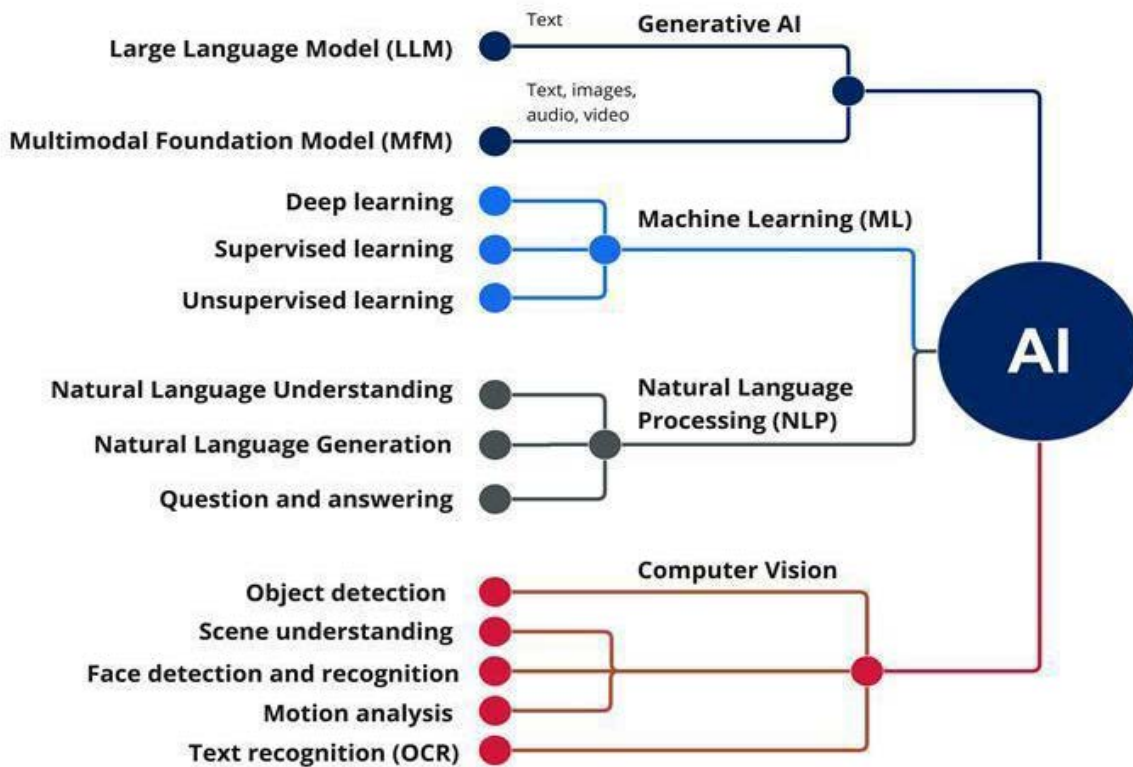 Text
Generative AI
Large Language Model (LLM)
Text, images,
audio, video
Multimodal Foundation Model (MfM)
Deep learning
Machine Learning (ML)
Supervised learning
Unsupervised learning
AI
Natural Language Understanding
Natural Language
Processing (NLP)
Natural Language Generation
Question and answering
Computer Vision
Object detection
Scene understanding
Face detection and recognition
Motion analysis
Text recognition (OCR)